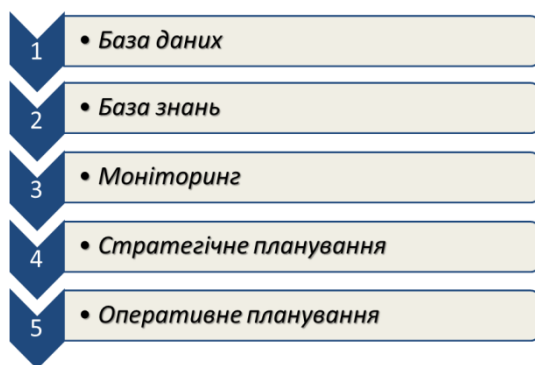 1 • База даних
2 • База знань
3 • Моніторинг
4 • Стратегічне планування
5 • Оперативне планування